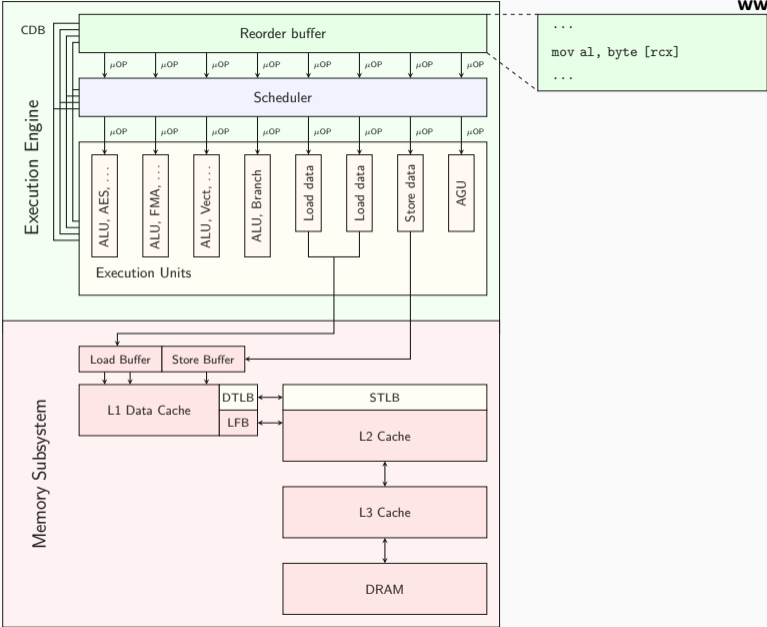 ww
CDB
Reorder buffer
...
mov al, byte [rcx]
...
μOP μOP μOP μOP μOP μOP μOP μOP
Scheduler
μOP μOP μOP μOP μOP μOP μOP μOP
Execution Engine
ALU, AES, ...
ALU, FMA, ...
ALU, Vect, ...
ALU, Branch
Load data
Load data
Store data
AGU
Execution Units
Memory Subsystem
Load Buffer
Store Buffer
L1 Data Cache
DTLB
LFB
STLB
L2 Cache
L3 Cache
DRAM